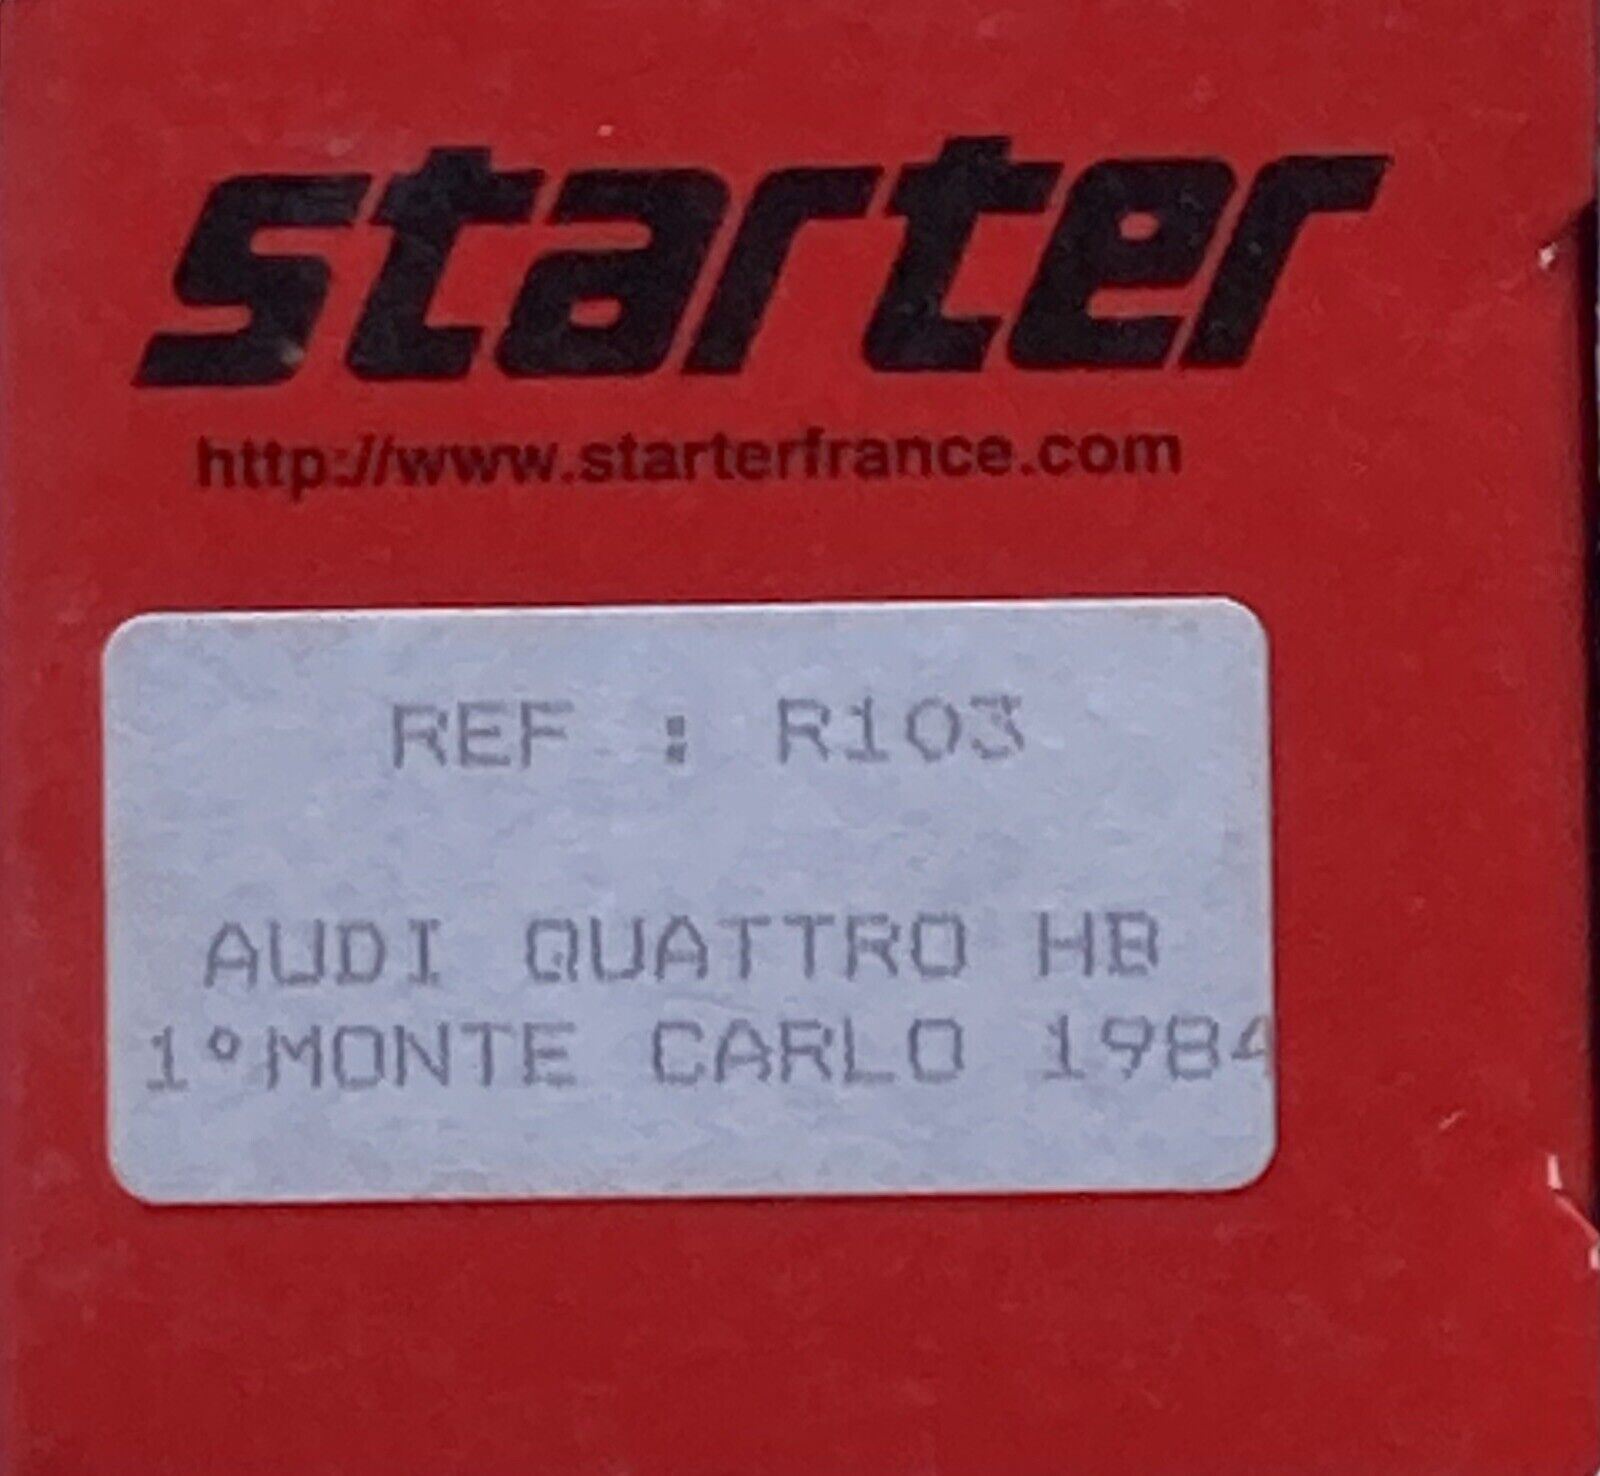 starter
http://www.starterfrance.com
REF : R103
AUDI QUATTRO HB
1°MONTE CARLO 1984